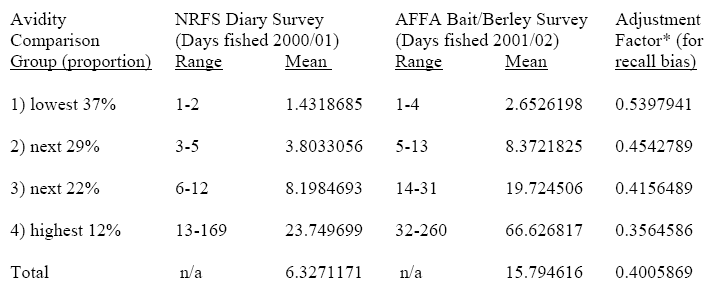 Avidity NRFS Diary Survey AFFA Bait/Berley Survey Adjustment
Comparison (Days fished 2000/01) (Days fished 2001/02) Factor* (for
Group (proportion) Range Mean Range Mean recall bias)
1) lowest 37% 1-2 1.4318685 1-4 2.6526198 0.5397941
2) next 29% 3-5 3.8033056 5-13 8.3721825 0.4542789
3) next 22% 6-12 8.1984693 14-31 19.724506 0.4156489
4) highest 12% 13-169 23.749699 32-260 66.626817 0.3564586
Total n/a 6.3271171 n/a 15.794616 0.4005869